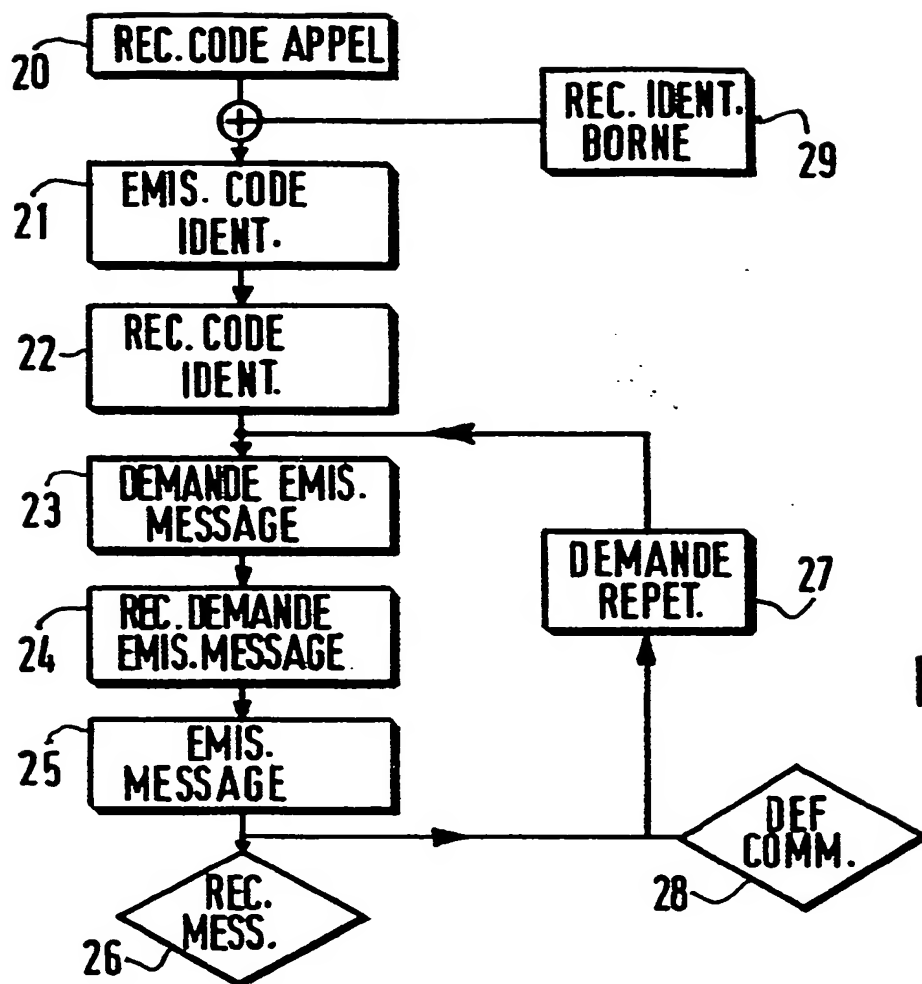 20
REC. CODE APPEL
REC. IDENT.
BORNE
29
21
EMIS. CODE
IDENT.
22
REC. CODE
IDENT.
23
DEMANDE EMIS.
MESSAGE
DEMANDE
REPET.
27
24
REC. DEMANDE
EMIS. MESSAGE
25
EMIS.
MESSAGE
DEF
COMM.
28
REC.
MESS.
26